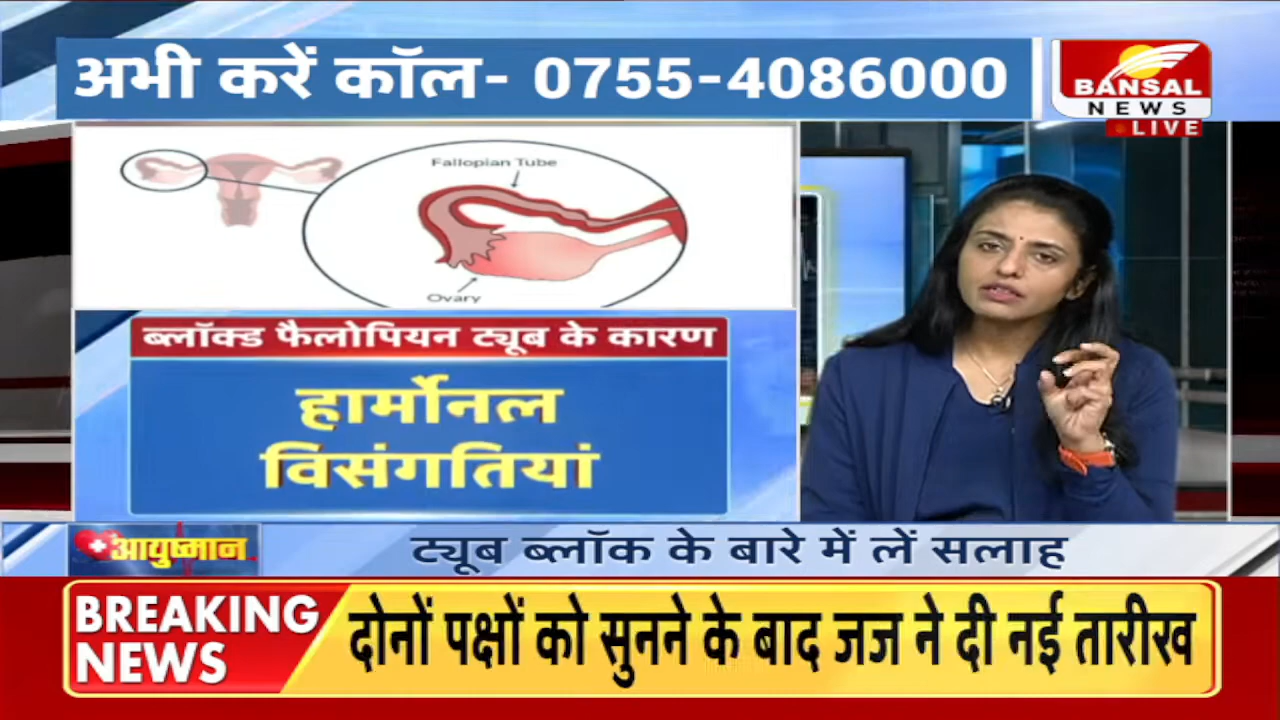 अभी करें कॉल- 0755-4086000
BANSAL
NEWS
LIVE
Fallopian Tube
Ovary
ब्लॉक्ड फैलोपियन ट्यूब के कारण
हार्मोनल
विसंगतियां
आयुष्मान
ट्यूब ब्लॉक के बारे में लें सलाह
BREAKING
NEWS
दोनों पक्षों को सुनने के बाद जज ने दी नई तारीख